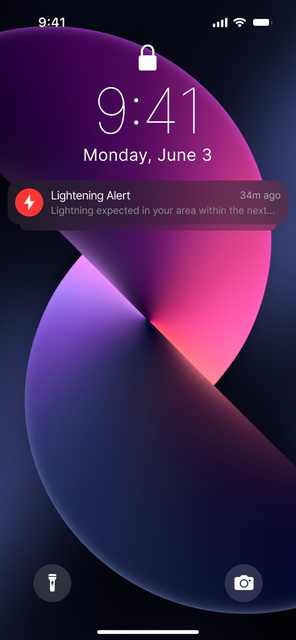 9:41
9:41
Monday, June 3
Lightening Alert 34m ago
Lightning expected in your area within the next...